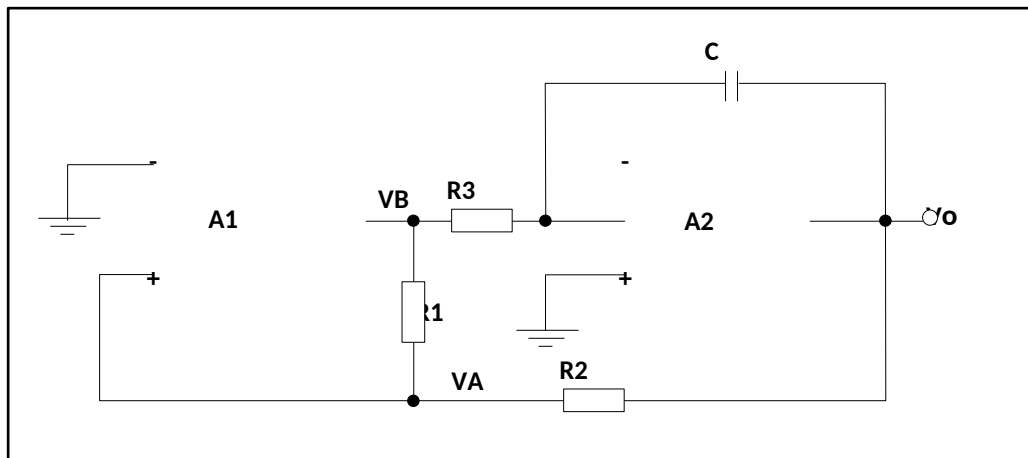 C
-
-
VB
R3
A1
A2
Vo
+
+
R1
R2
VA